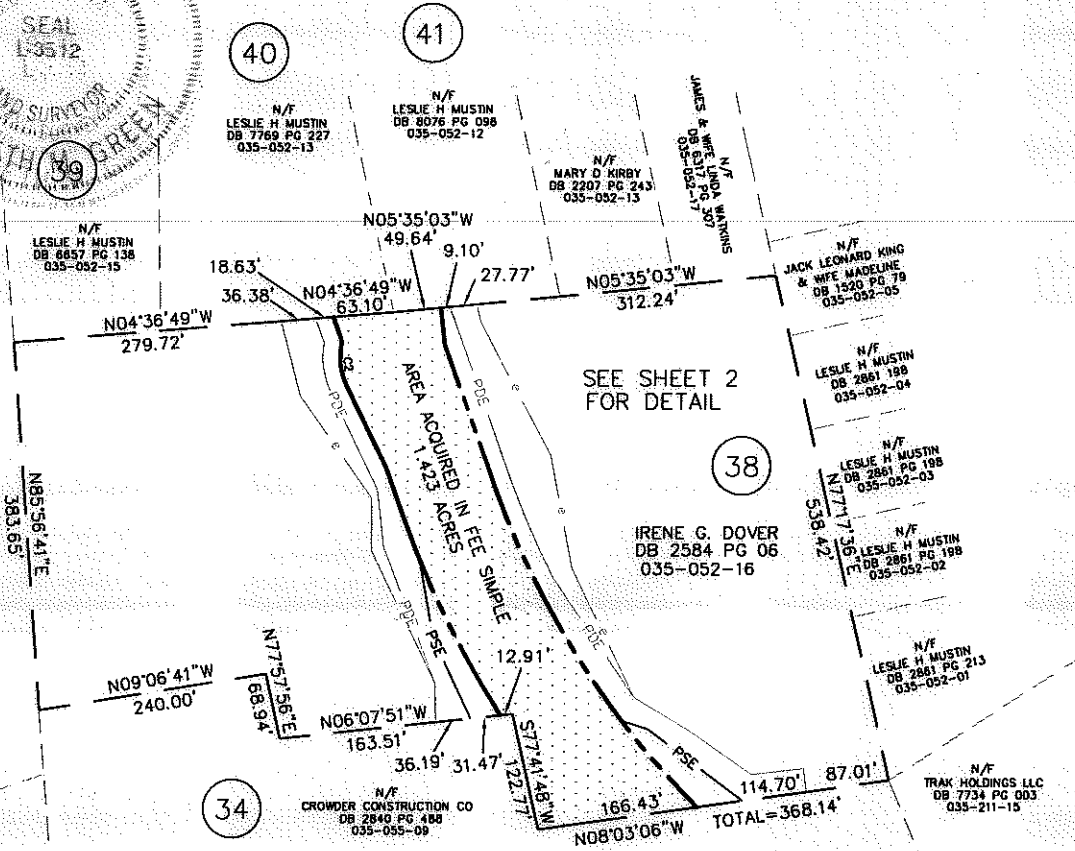 SEAL
L-3512
SURVEYOR
GREEN
40
41
39
N/F
LESLIE H MUSTIN
DB 7769 PG 227
035-052-13
N/F
LESLIE H MUSTIN
DB 8076 PG 098
035-052-12
N/F
MARY D KIRBY
DB 2207 PG 243
035-052-13
N/F
JAMES & WIFE LINDA WATKINS
DB 6317 PG 307
035-052-17
N/F
LESLIE H MUSTIN
DB 6657 PG 138
035-052-15
N/F
JACK LEONARD KING
& WIFE MADELINE
DB 1520 PG 79
035-052-05
N05°35'03"W
49.64'
9.10'
27.77'
18.63'
36.38'
N04°36'49"W
63.10'
N05°35'03"W
312.24'
N04°36'49"W
279.72'
C3
PDE
e
AREA ACQUIRED IN FEE SIMPLE
1.423 ACRES
PDE
e
SEE SHEET 2
FOR DETAIL
38
IRENE G. DOVER
DB 2584 PG 06
035-052-16
N/F
LESLIE H MUSTIN
DB 2861 198
035-052-04
N/F
LESLIE H MUSTIN
DB 2861 PG 198
035-052-03
N77°17'36"E
538.42'
N/F
LESLIE H MUSTIN
DB 2861 PG 198
035-052-02
N/F
LESLIE H MUSTIN
DB 2861 PG 213
035-052-01
N85°56'41"E
383.65'
e
e
PDE
PSE
PDE
e
12.91'
N09°06'41"W
240.00'
N77°57'56"E
68.94'
N06°07'51"W
163.51'
36.19'
31.47'
S77°41'48"W
122.77'
PSE
166.43'
114.70'
87.01'
N08°03'06"W
TOTAL=368.14'
34
N/F
CROWDER CONSTRUCTION CO
DB 2840 PG 488
035-055-09
N/F
TRAK HOLDINGS LLC
DB 7734 PG 003
035-211-15